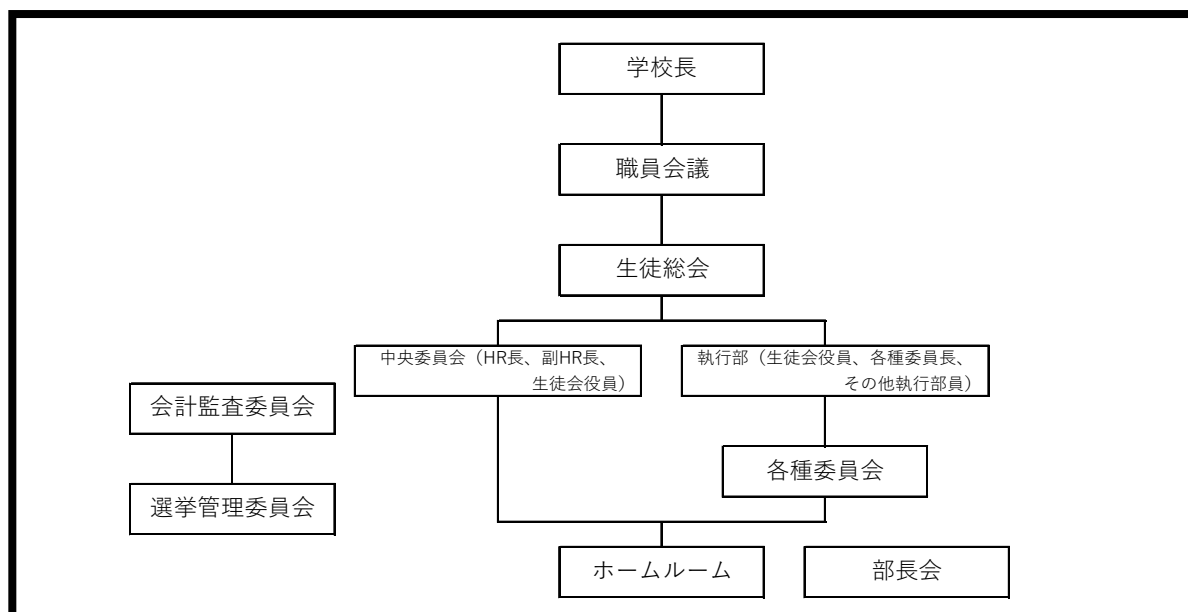 学校長
職員会議
生徒総会
中央委員会（HR長、副HR長、
生徒会役員）
執行部（生徒会役員、各種委員長、
その他執行部員）
会計監査委員会
各種委員会
選挙管理委員会
ホームルーム
部長会